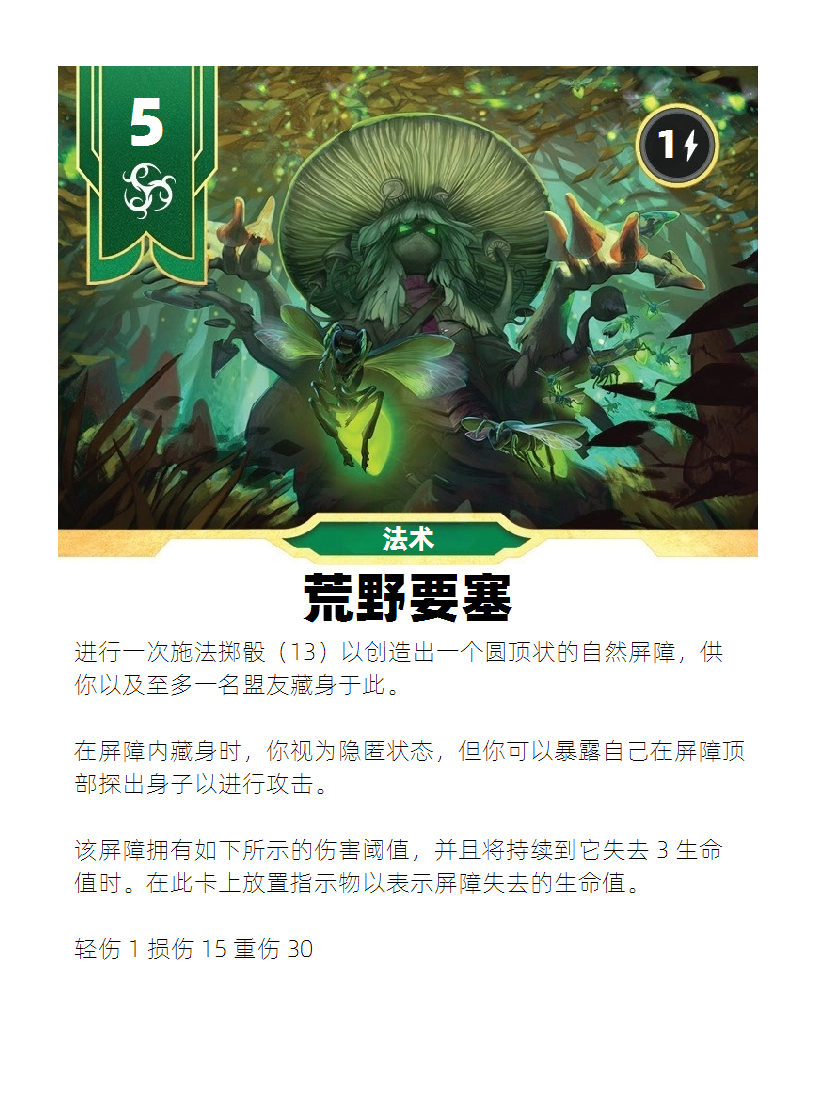 5
1
法术
荒野要塞
进行一次施法掷骰（13）以创造出一个圆顶状的自然屏障，供
你以及至多一名盟友藏身于此。
在屏障内藏身时，你视为隐匿状态，但你可以暴露自己在屏障顶
部探出身子以进行攻击。
该屏障拥有如下所示的伤害阈值，并且将持续到它失去 3 生命
值时。在此卡上放置指示物以表示屏障失去的生命值。
轻伤 1 损伤 15 重伤 30